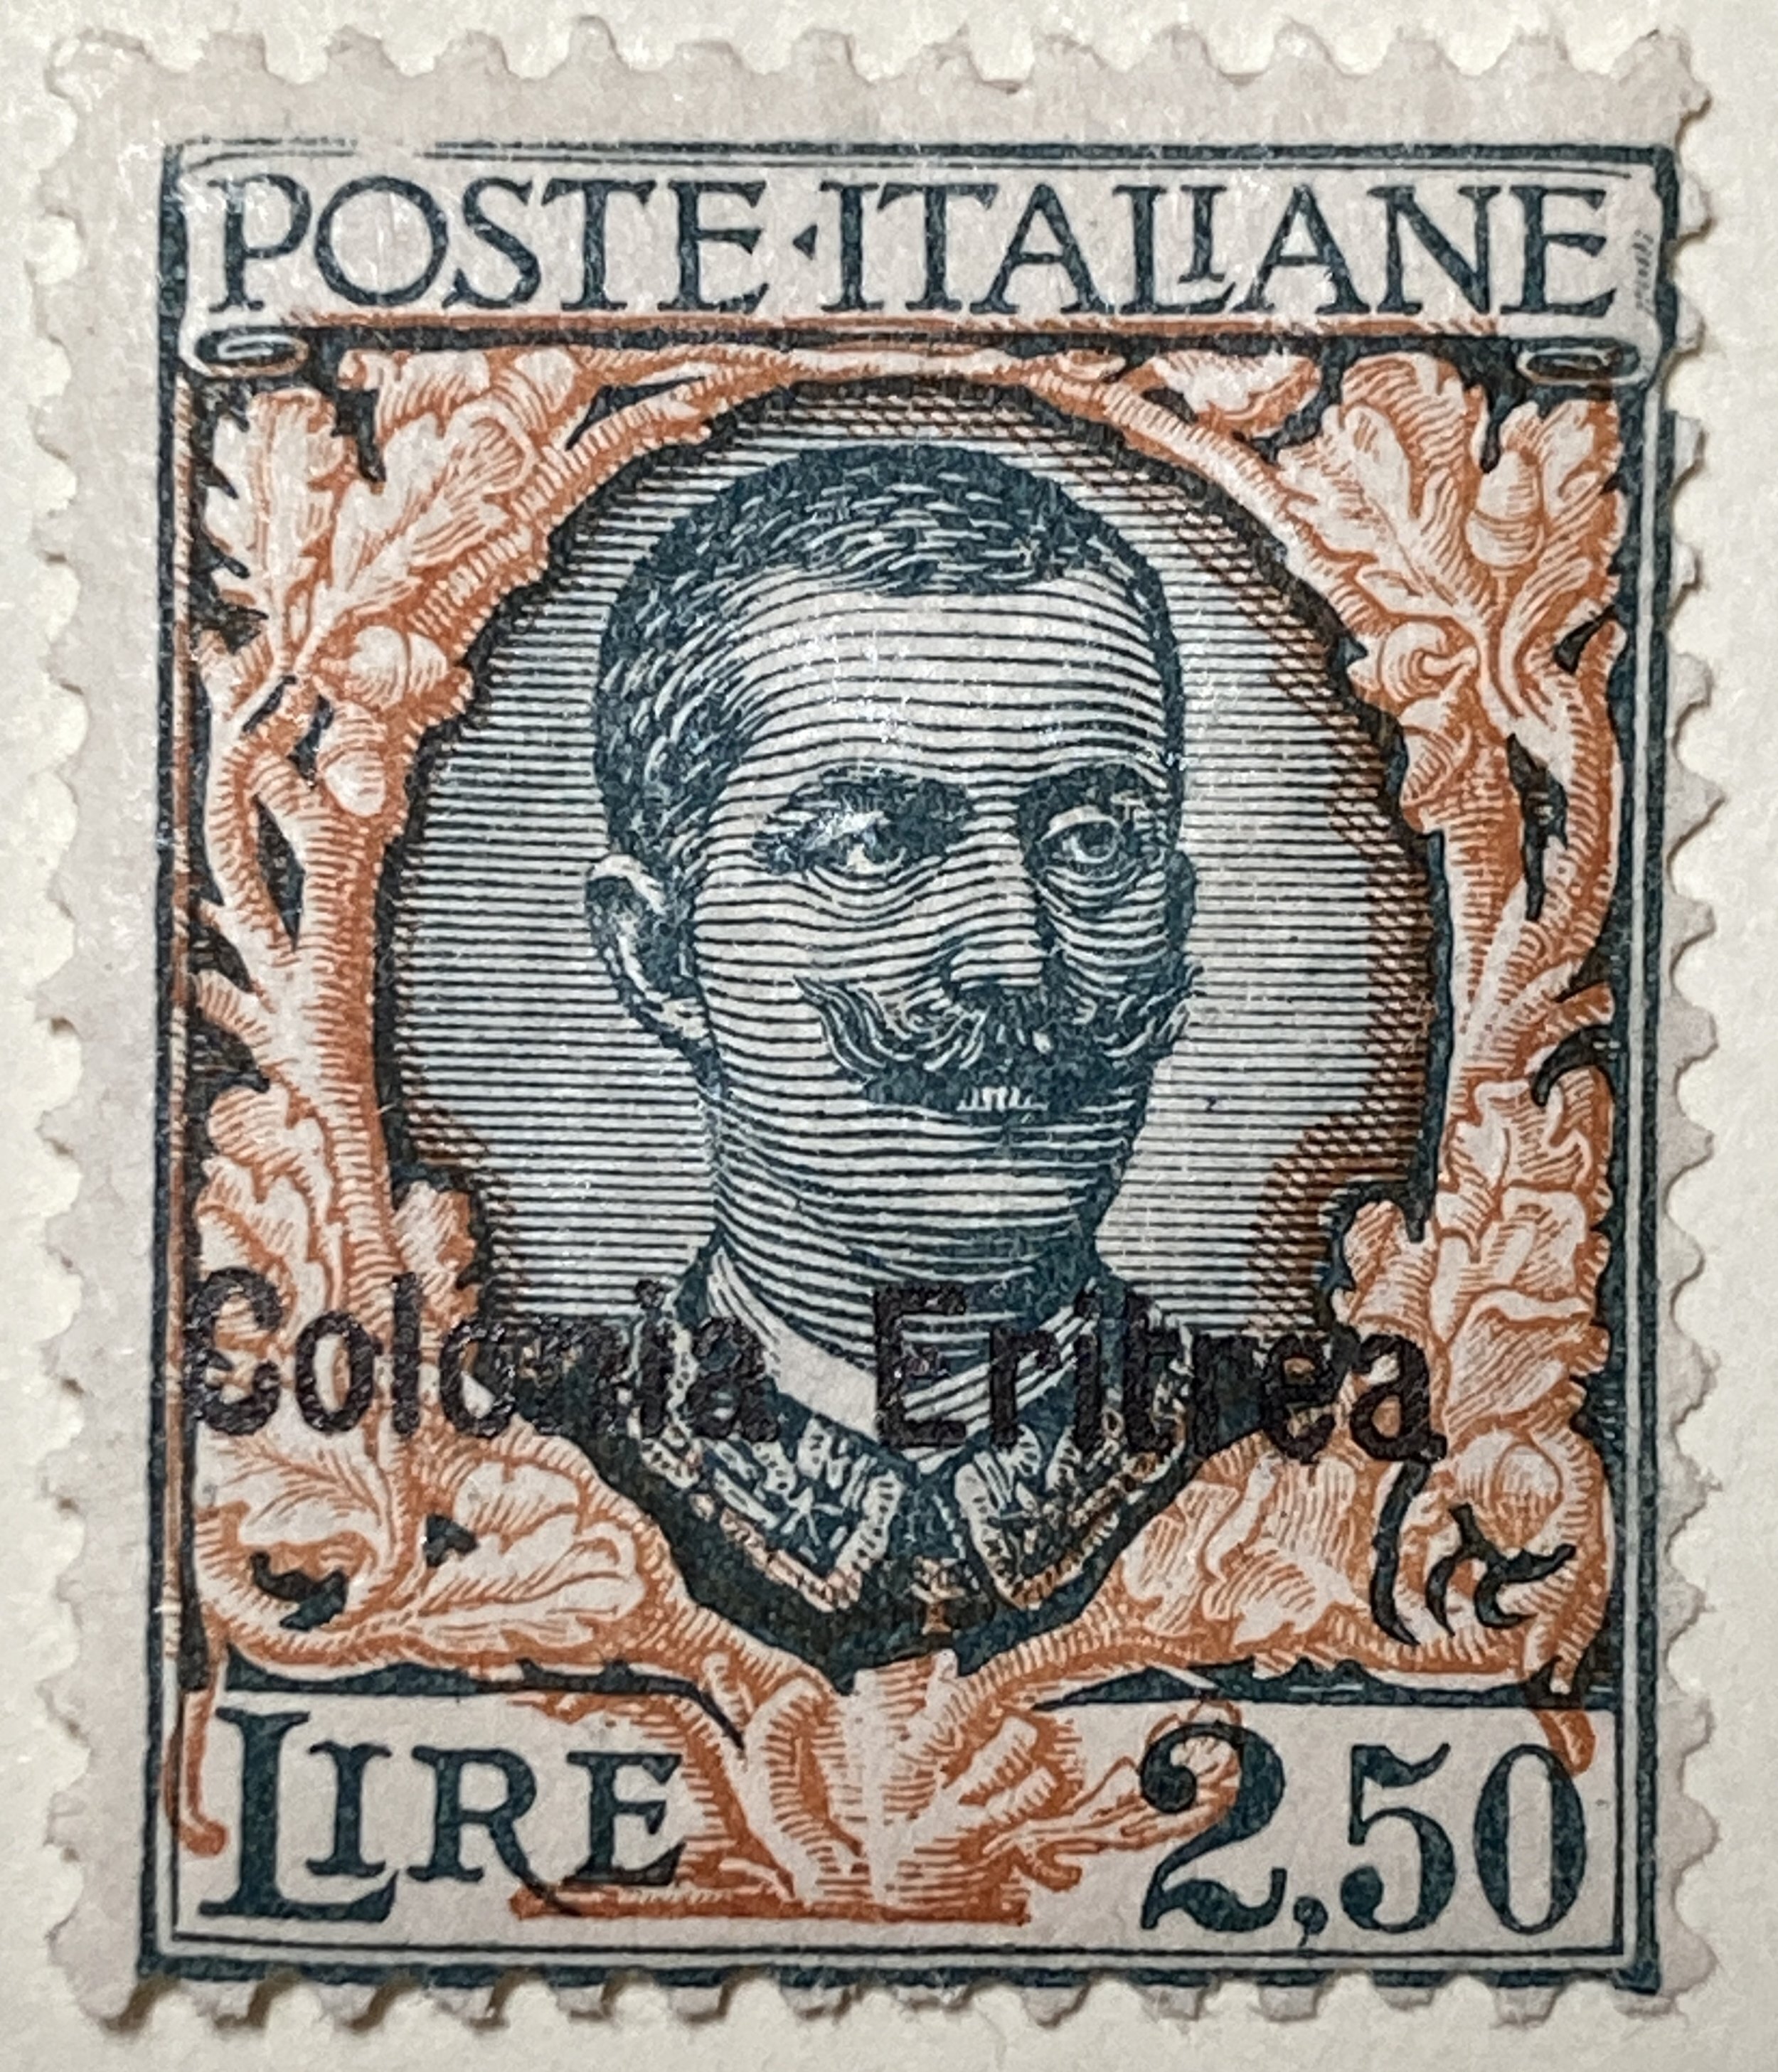 POSTE·ITALIANE
Colonia Eritrea
LIRE 2,50